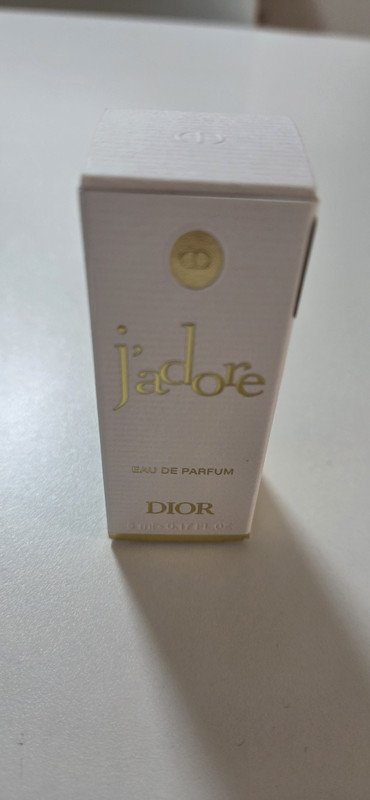 j'adore
EAU DE PARFUM
DIOR
5 ml - 0.17 FL.OZ